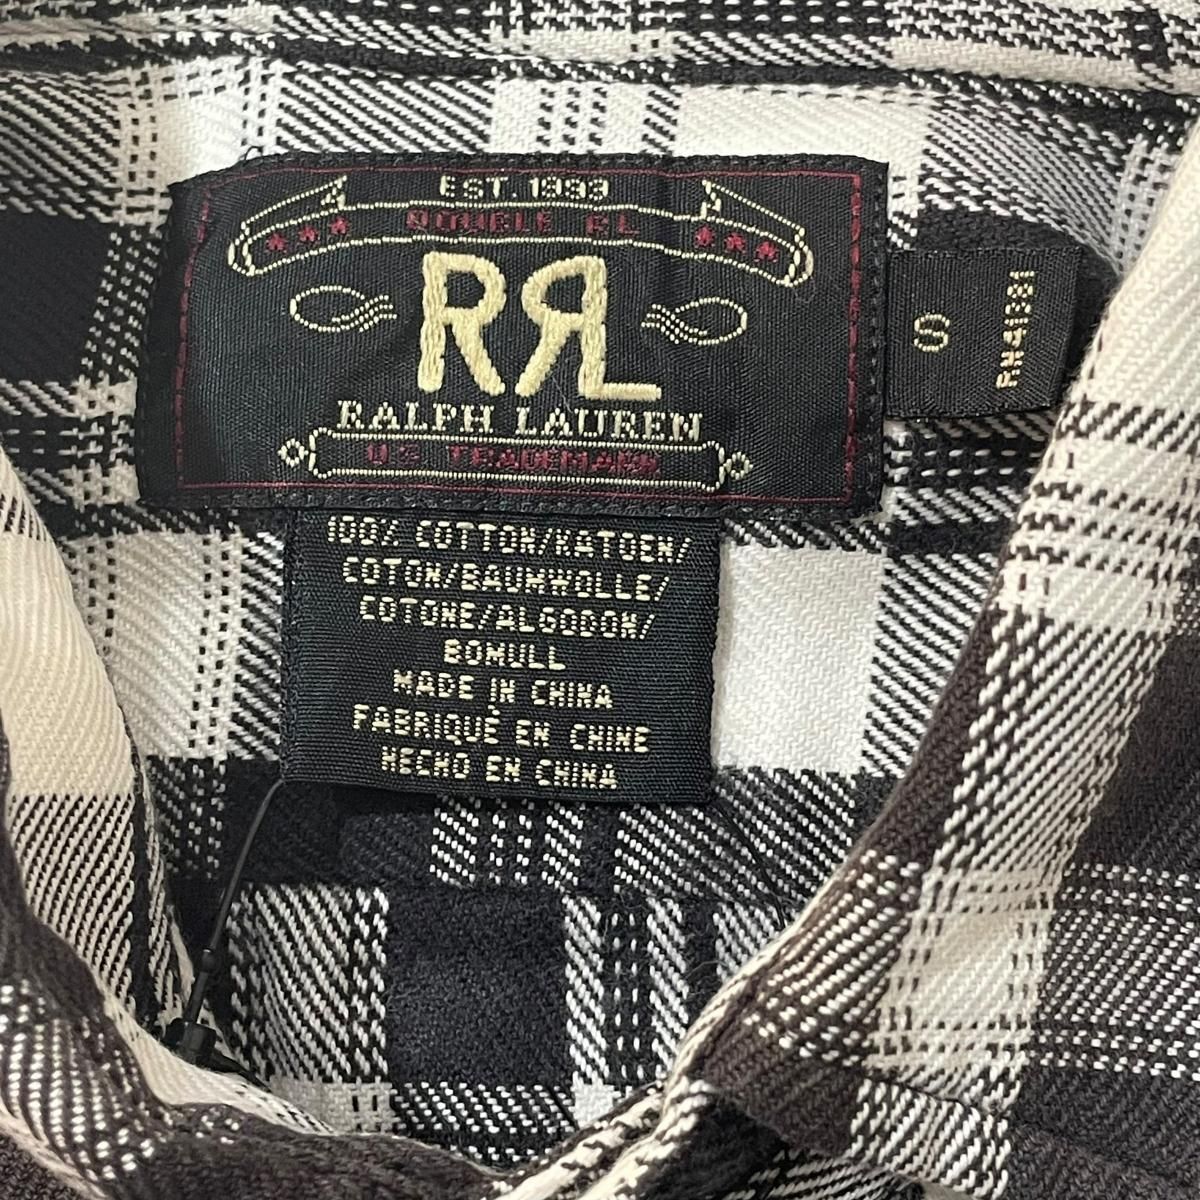 EST. 1993
DOUBLE RL
RRL
RALPH LAUREN
U.S. TRADEMARK
S
RN41381
100% COTTON/KATOEN/
COTON/BAUMWOLLE/
COTONE/ALGODON/
BOMULL
MADE IN CHINA
FABRIQUÉ EN CHINE
HECHO EN CHINA